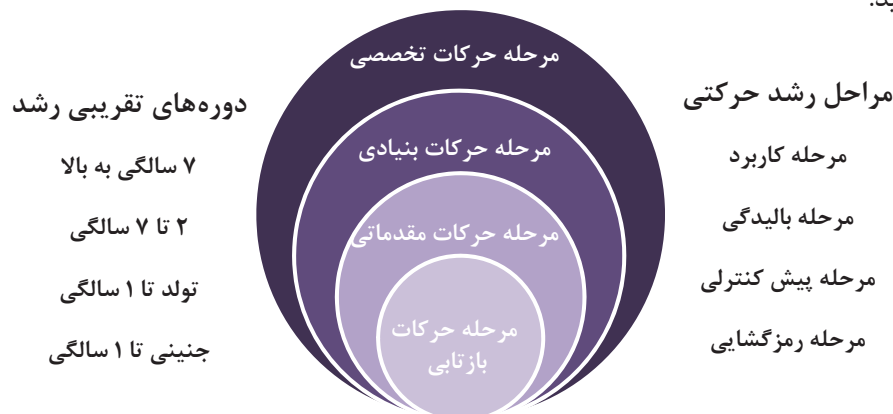 مراحل رشد حرکتی
مرحله کاربرد
مرحله بالیدگی
مرحله پیش کنترلی
مرحله رمزگشایی
مرحله حرکات تخصصی
مرحله حرکات بنیادی
مرحله حرکات مقدماتی
مرحله حرکات
بازتابی
دوره‌های تقریبی رشد
۷ سالگی به بالا
۲ تا ۷ سالگی
تولد تا ۱ سالگی
جنینی تا ۱ سالگی